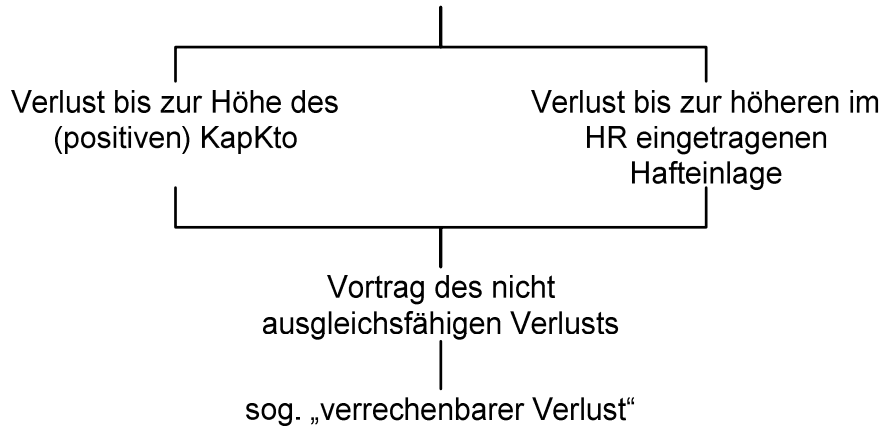 Verlust bis zur Höhe des
(positiven) KapKto
Verlust bis zur höheren im
HR eingetragenen
Hafteinlage
Vortrag des nicht
ausgleichsfähigen Verlusts
sog. „verrechenbarer Verlust“